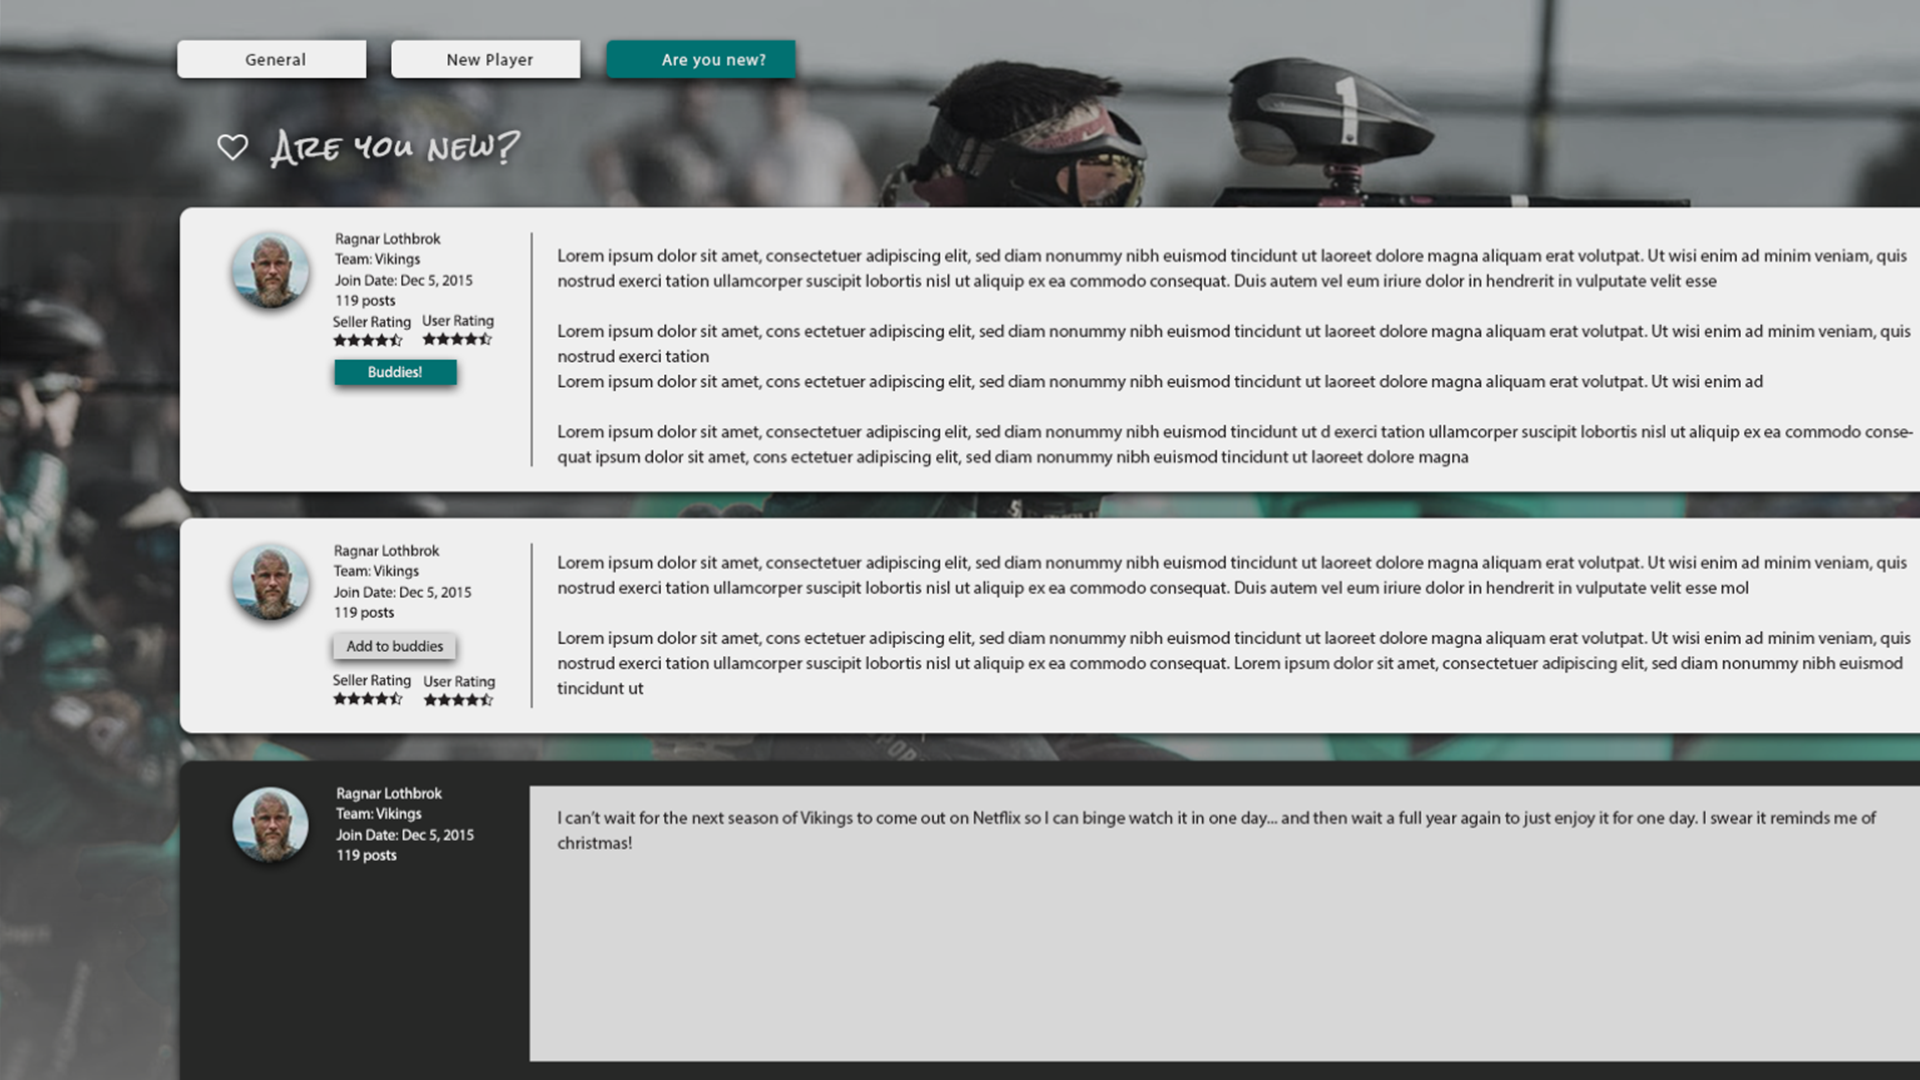 General
New Player
Are you new?
Are you new?
Ragnar Lothbrok
Team: Vikings
Join Date: Dec 5, 2015
119 posts
Seller Rating User Rating
Buddies!
Lorem ipsum dolor sit amet, consectetuer adipiscing elit, sed diam nonummy nibh euismod tincidunt ut laoreet dolore magna aliquam erat volutpat. Ut wisi enim ad minim veniam, quis
nostrud exerci tation ullamcorper suscipit lobortis nisl ut aliquip ex ea commodo consequat. Duis autem vel eum iriure dolor in hendrerit in vulputate velit esse
Lorem ipsum dolor sit amet, cons ectetuer adipiscing elit, sed diam nonummy nibh euismod tincidunt ut laoreet dolore magna aliquam erat volutpat. Ut wisi enim ad minim veniam, quis
nostrud exerci tation
Lorem ipsum dolor sit amet, consectetuer adipiscing elit, sed diam nonummy nibh euismod tincidunt ut laoreet dolore magna aliquam erat volutpat. Ut wisi enim ad
Lorem ipsum dolor sit amet, consectetuer adipiscing elit, sed diam nonummy nibh euismod tincidunt ut d exerci tation ullamcorper suscipit lobortis nisl ut aliquip ex ea commodo conse-
quat ipsum dolor sit amet, cons ectetuer adipiscing elit, sed diam nonummy nibh euismod tincidunt ut laoreet dolore magna
Ragnar Lothbrok
Team: Vikings
Join Date: Dec 5, 2015
119 posts
Add to buddies
Seller Rating User Rating
Lorem ipsum dolor sit amet, consectetuer adipiscing elit, sed diam nonummy nibh euismod tincidunt ut laoreet dolore magna aliquam erat volutpat. Ut wisi enim ad minim veniam, quis
nostrud exerci tation ullamcorper suscipit lobortis nisl ut aliquip ex ea commodo consequat. Duis autem vel eum iriure dolor in hendrerit in vulputate velit esse mol
Lorem ipsum dolor sit amet, cons ectetuer adipiscing elit, sed diam nonummy nibh euismod tincidunt ut laoreet dolore magna aliquam erat volutpat. Ut wisi enim ad minim veniam, quis
nostrud exerci tation ullamcorper suscipit lobortis nisl ut aliquip ex ea commodo consequat. Lorem ipsum dolor sit amet, consectetuer adipiscing elit, sed diam nonummy nibh euismod
tincidunt ut
Ragnar Lothbrok
Team: Vikings
Join Date: Dec 5, 2015
119 posts
I can't wait for the next season of Vikings to come out on Netflix so I can binge watch it in one day... and then wait a full year again to just enjoy it for one day. I swear it reminds me of
christmas!
1